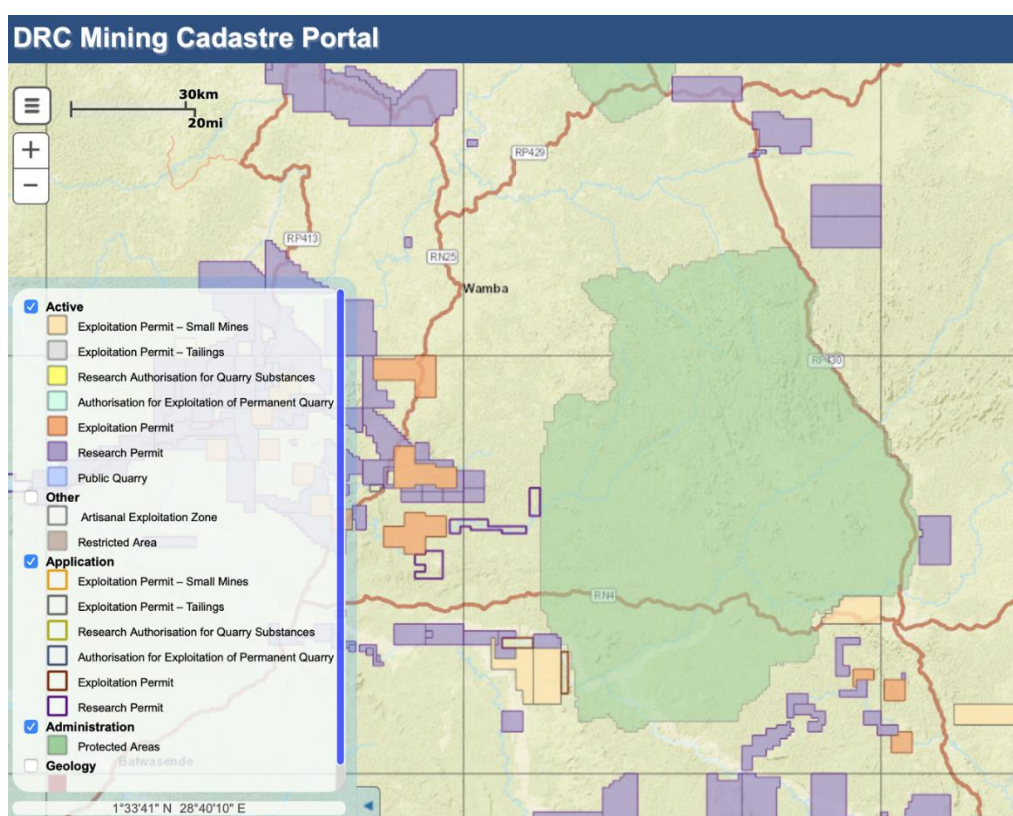 DRC Mining Cadastre Portal
30km
20mi
RP429
RP413
RN25
Wamba
RP430
RN4
Active
Exploitation Permit – Small Mines
Exploitation Permit – Tailings
Research Authorisation for Quarry Substances
Authorisation for Exploitation of Permanent Quarry
Exploitation Permit
Research Permit
Public Quarry
Other
Artisanal Exploitation Zone
Restricted Area
Application
Exploitation Permit – Small Mines
Exploitation Permit – Tailings
Research Authorisation for Quarry Substances
Authorisation for Exploitation of Permanent Quarry
Exploitation Permit
Research Permit
Administration
Protected Areas
Batwasende
Geology
1°33'41" N 28°40'10" E